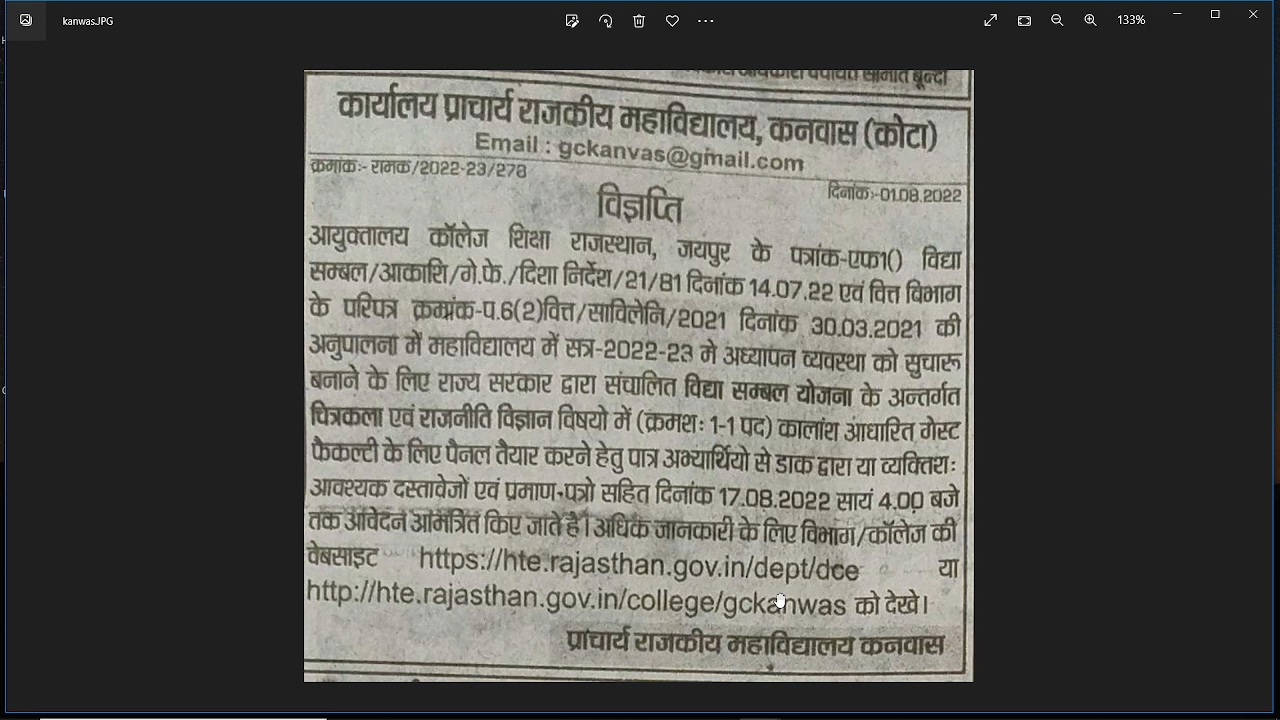 kanwas.JPG
133%
कार्यालय प्राचार्य राजकीय महाविद्यालय, कनवास (कोटा)
Email : gckanvas@gmail.com
क्रमांकः- रामक/2022-23/278
दिनांकः-01.08.2022
विज्ञप्ति
आयुक्तालय कॉलेज शिक्षा राजस्थान, जयपुर के पत्रांक-एफ1() विद्या
सम्बल/आकाशि/गे.फे./दिशा निर्देश/21/81 दिनांक 14.07.22 एवं वित्त विभाग
के परिपत्र क्रमांक-प.6(2)वित्त/साविलेनि/2021 दिनांक 30.03.2021 की
अनुपालना में महाविद्यालय में सत्र-2022-23 मे अध्यापन व्यवस्था को सुचारू
बनाने के लिए राज्य सरकार द्वारा संचालित विद्या सम्बल योजना के अन्तर्गत
चित्रकला एवं राजनीति विज्ञान विषयो में (क्रमशः 1-1 पद) कालांश आधारित गेस्ट
फैकल्टी के लिए पैनल तैयार करने हेतु पात्र अभ्यार्थियो से डाक द्वारा या व्यक्तिशः
आवश्यक दस्तावेजों एवं प्रमाण-पत्रो सहित दिनांक 17.08.2022 सायं 4.00 बजे
तक आवेदन आमंत्रित किए जाते है। अधिक जानकारी के लिए विभाग/कॉलेज की
वेबसाइट https://hte.rajasthan.gov.in/dept/dce या
http://hte.rajasthan.gov.in/college/gckanwas को देखे।
प्राचार्य राजकीय महाविद्यालय कनवास